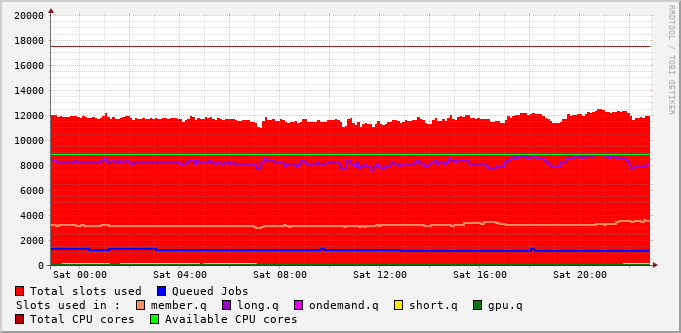 RRDTOOL / TOBI OETIKER
20000
18000
16000
14000
12000
10000
8000
6000
4000
2000
0
Sat 00:00 Sat 04:00 Sat 08:00 Sat 12:00 Sat 16:00 Sat 20:00
Total slots used Queued Jobs
Slots used in : member.q long.q ondemand.q short.q gpu.q
Total CPU cores Available CPU cores